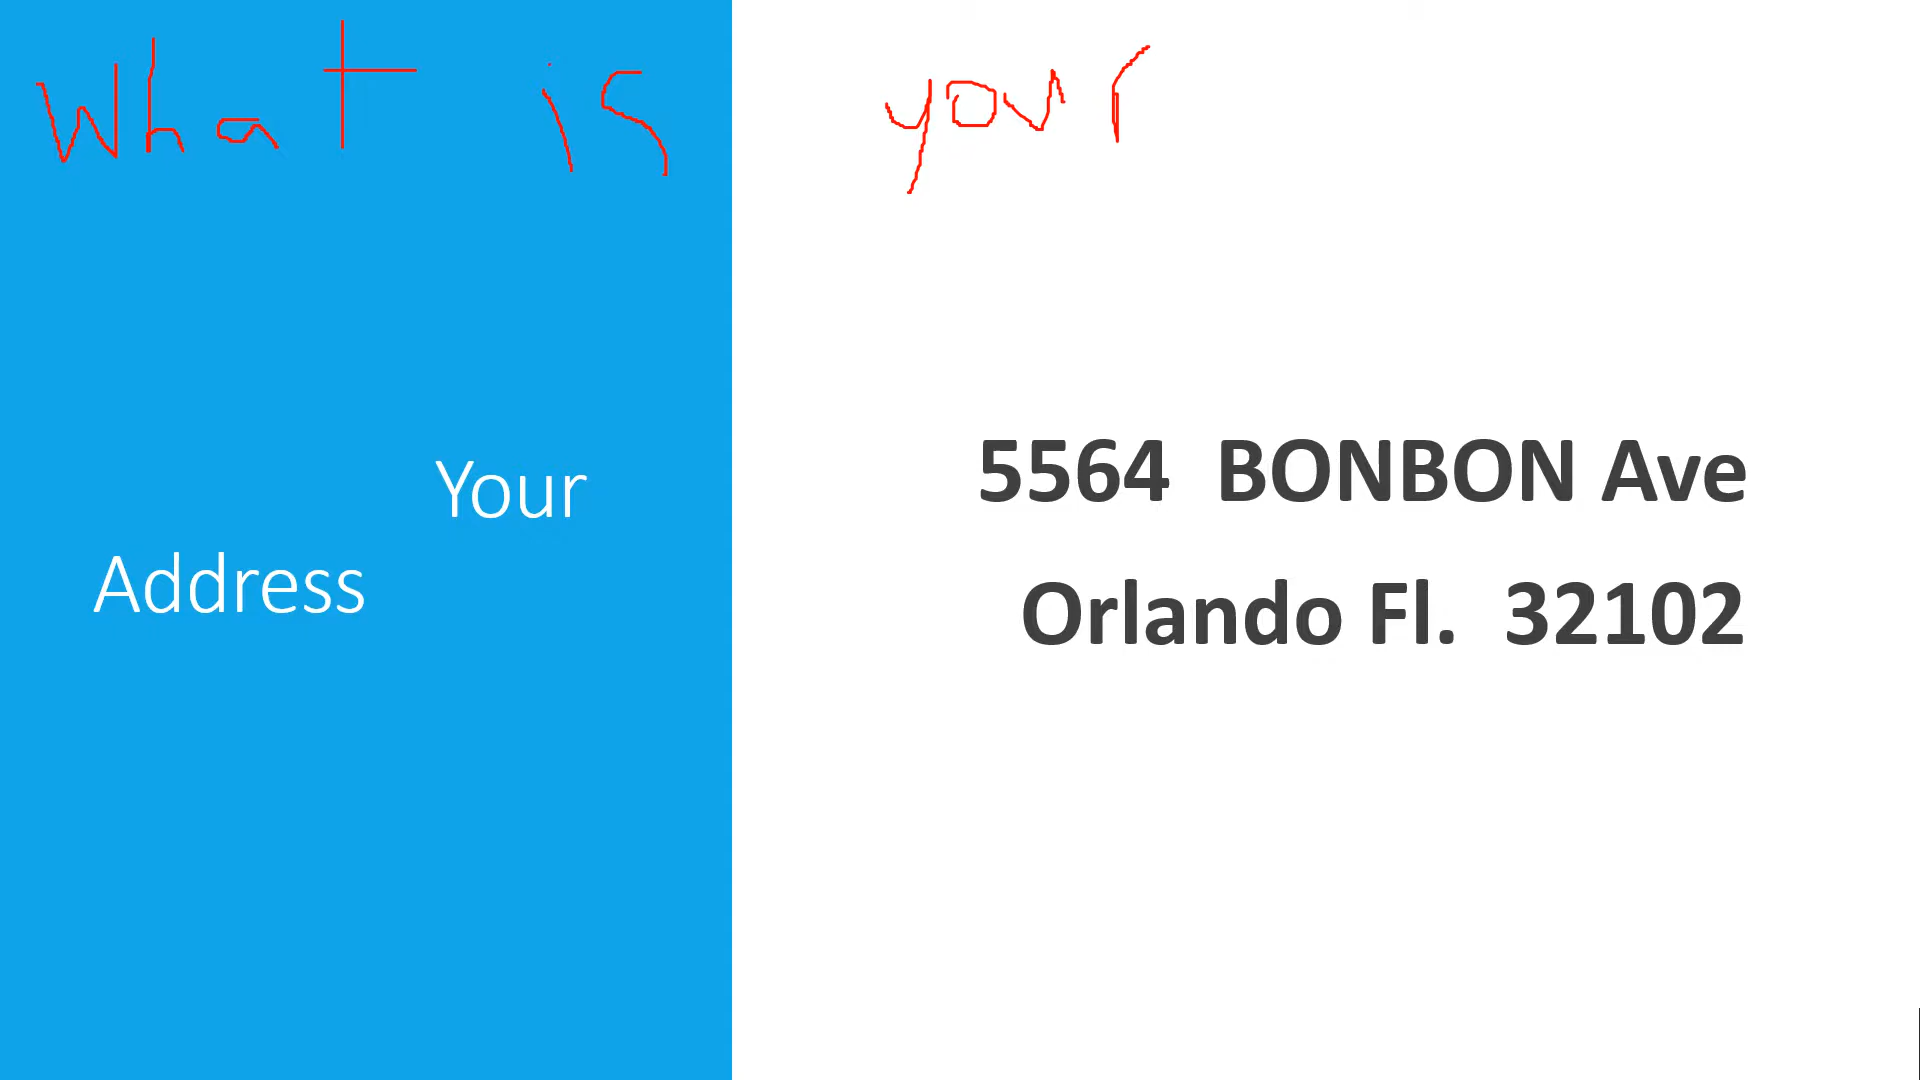 What is your
Your
Address
5564 BONBON Ave
Orlando Fl. 32102